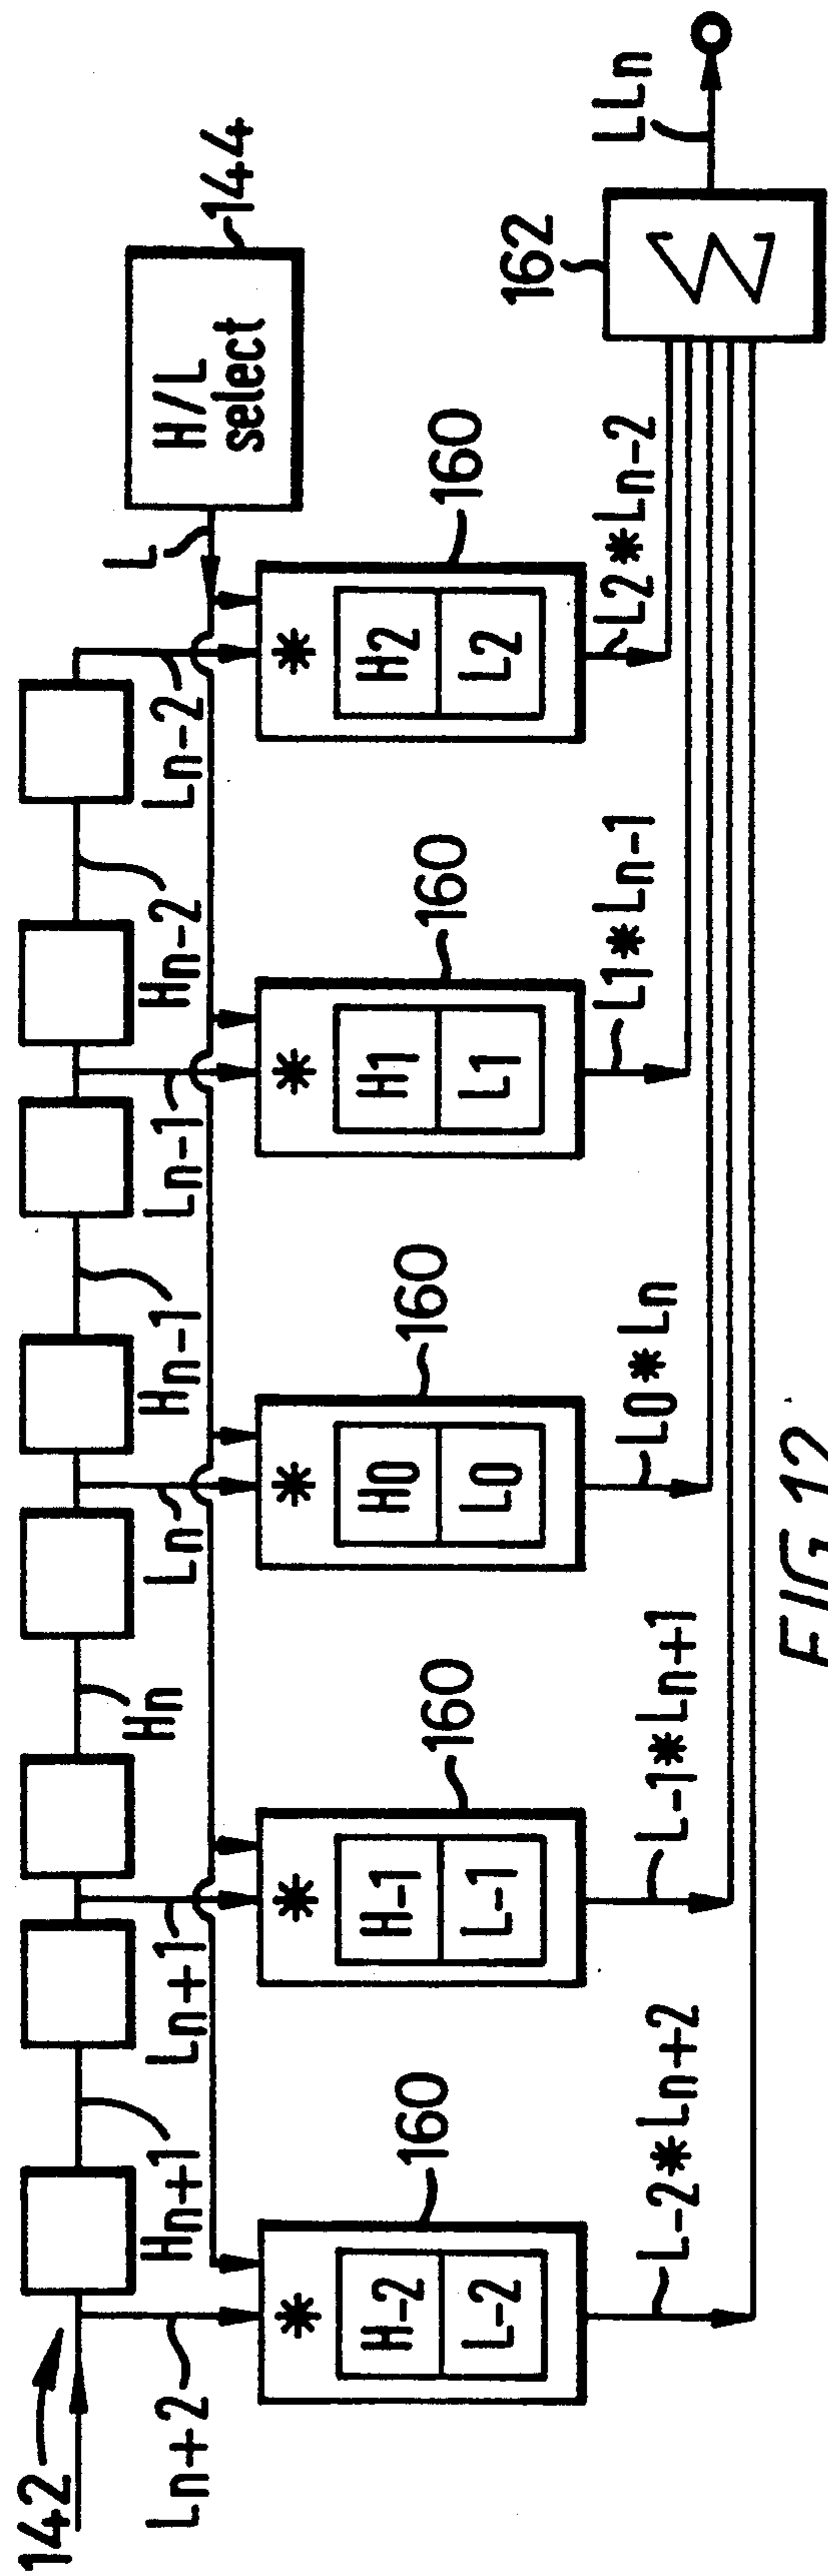 142
Ln+2
Hn+1
Ln+1
Hn
Ln
Hn-1
Ln-1
Hn-2
Ln-2
L
H/L
select
144
160
160
160
160
160
*
H-2
L-2
*
H-1
L-1
*
H0
L0
*
H1
L1
*
H2
L2
L-2*Ln+2
L-1*Ln+1
L0*Ln
L1*Ln-1
L2*Ln-2
162
Σ
LLn
FIG.12